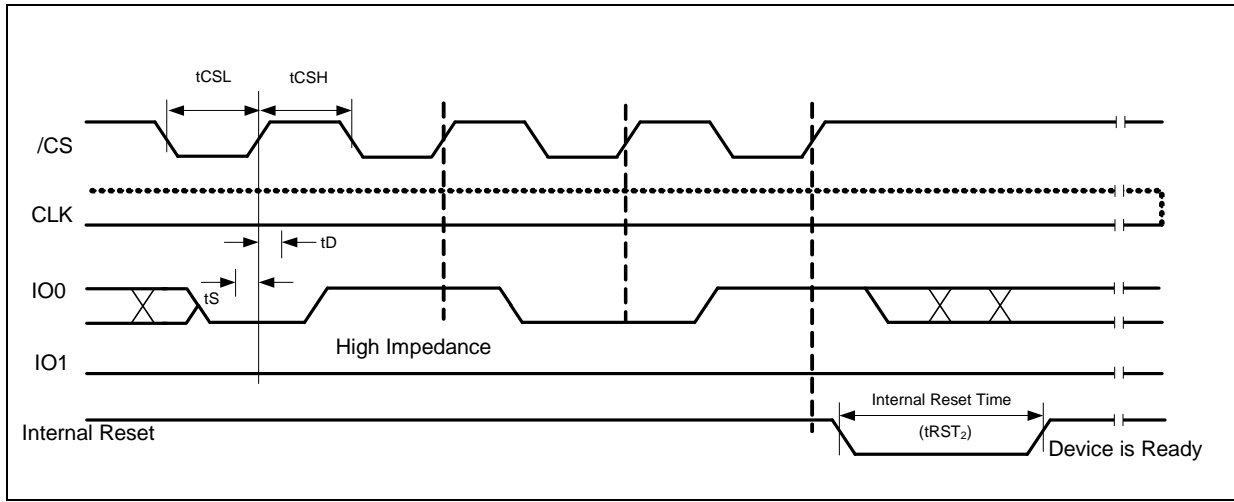 tCSL
tCSH
/CS
CLK
tD
IO0
tS
High Impedance
IO1
Internal Reset Time
(tRST₂)
Internal Reset
Device is Ready